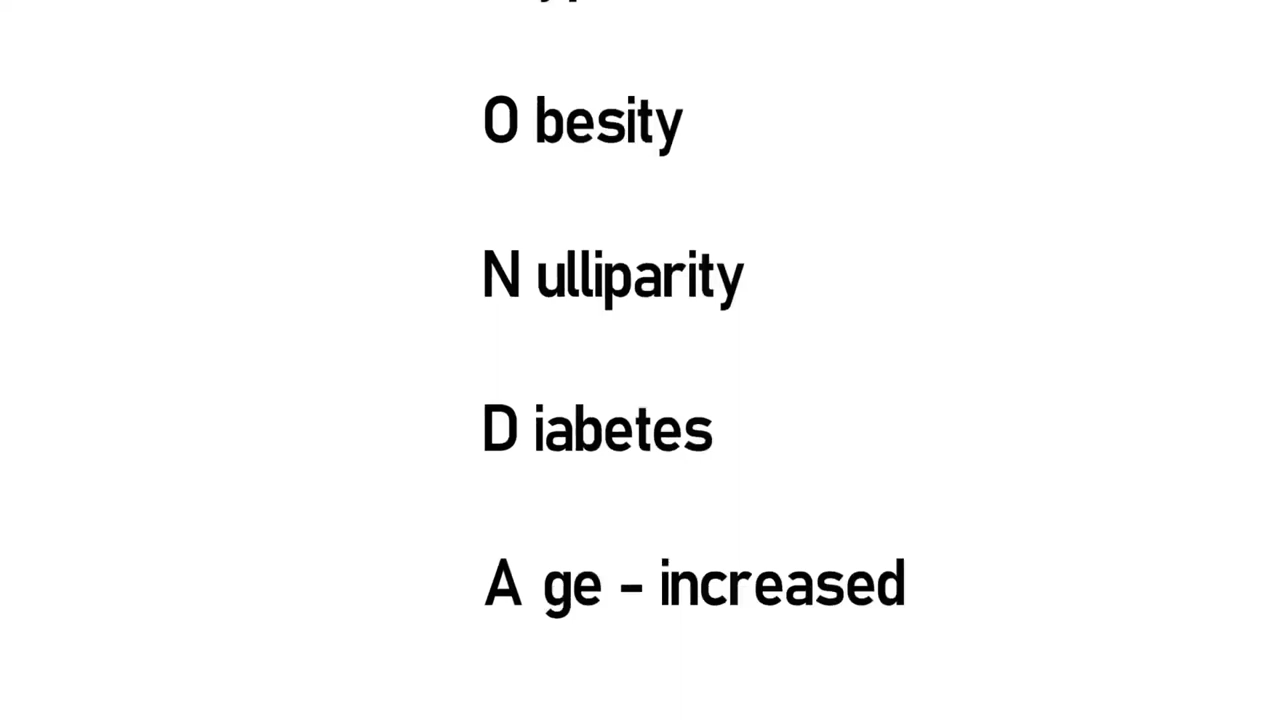 O besity
N ulliparity
D iabetes
A ge - increased